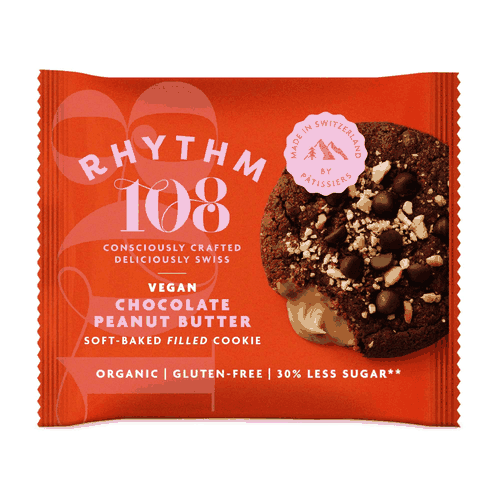 RHYTHM
108
CONSCIOUSLY CRAFTED
DELICIOUSLY SWISS
VEGAN
CHOCOLATE
PEANUT BUTTER
SOFT-BAKED FILLED COOKIE
ORGANIC | GLUTEN-FREE | 30% LESS SUGAR**
MADE IN SWITZERLAND
BY
PÂTISSIERS